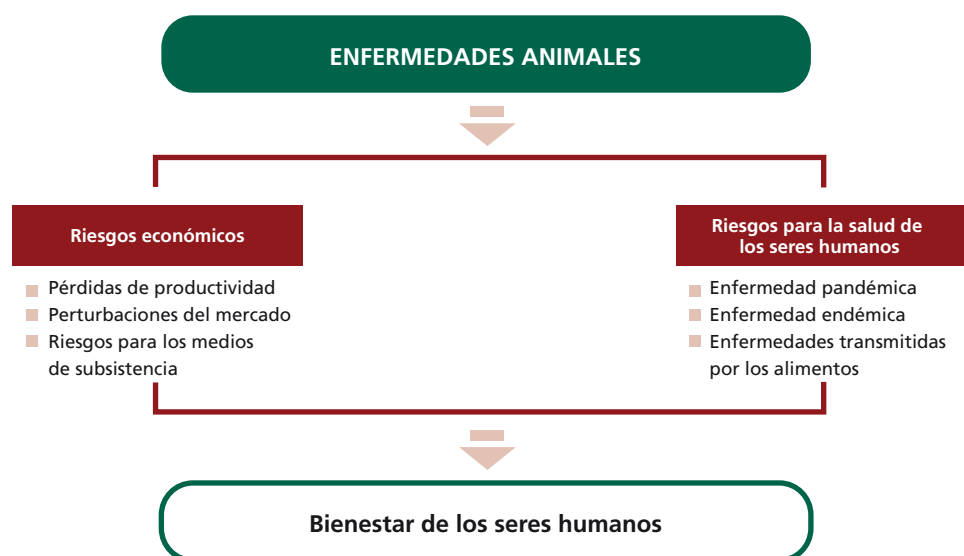 ENFERMEDADES ANIMALES
Riesgos económicos
Pérdidas de productividad
Perturbaciones del mercado
Riesgos para los medios
de subsistencia
Riesgos para la salud de
los seres humanos
Enfermedad pandémica
Enfermedad endémica
Enfermedades transmitidas
por los alimentos
Bienestar de los seres humanos